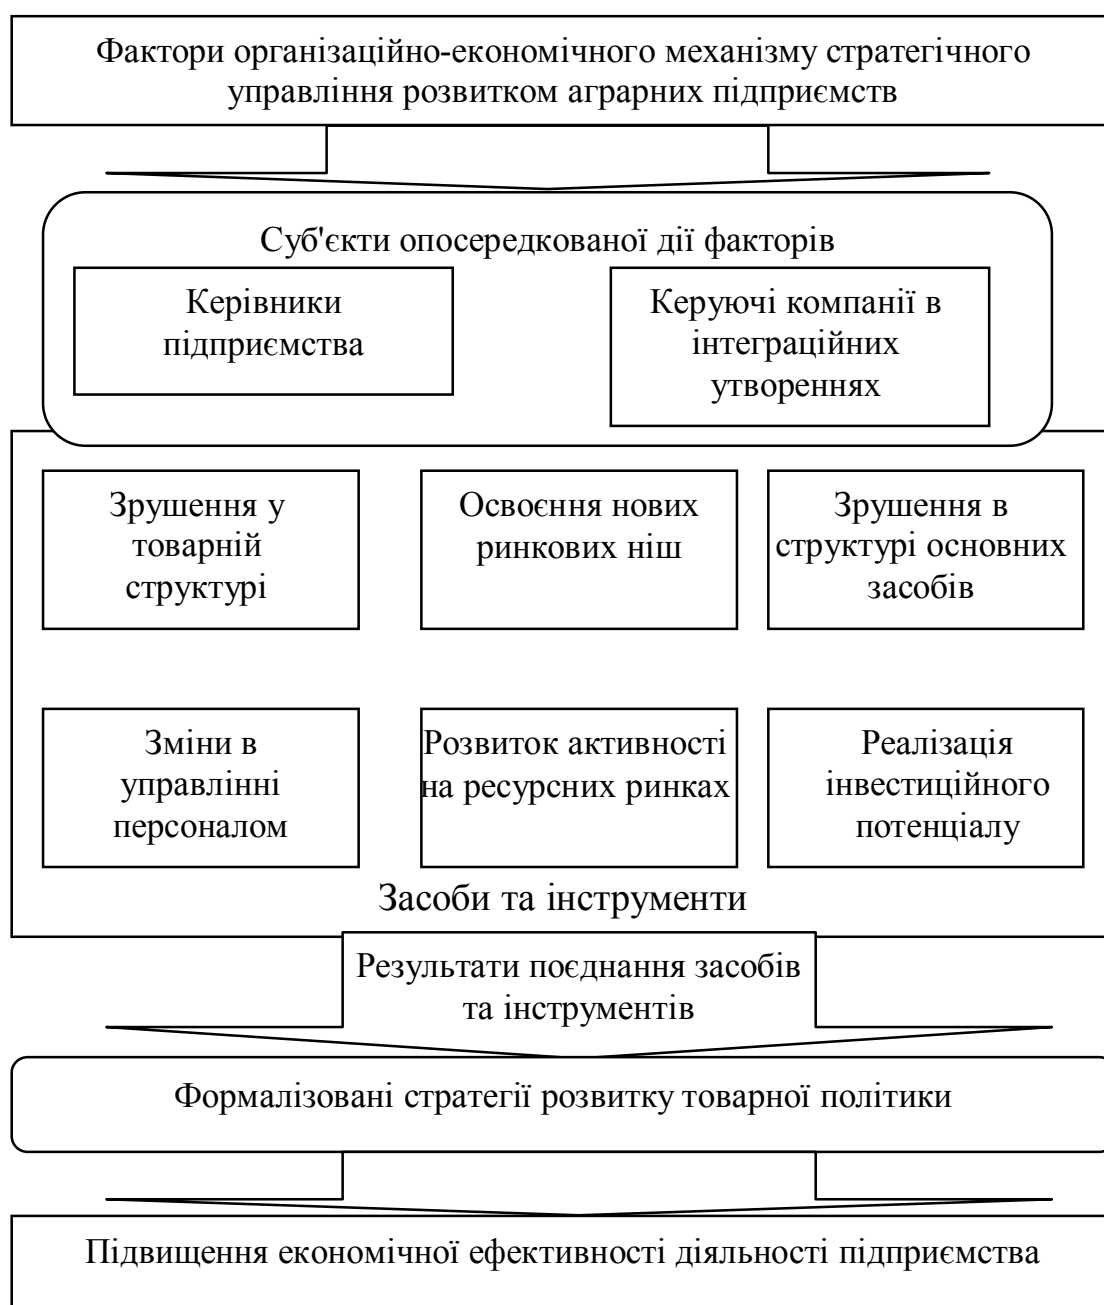 Фактори організаційно-економічного механізму стратегічного
управління розвитком аграрних підприємств
Суб'єкти опосередкованої дії факторів
Керівники
підприємства
Керуючі компанії в
інтеграційних
утвореннях
Зрушення у
товарній
структурі
Освоєння нових
ринкових ніш
Зрушення в
структурі основних
засобів
Зміни в
управлінні
персоналом
Розвиток активності
на ресурсних ринках
Реалізація
інвестиційного
потенціалу
Засоби та інструменти
Результати поєднання засобів
та інструментів
Формалізовані стратегії розвитку товарної політики
Підвищення економічної ефективності діяльності підприємства